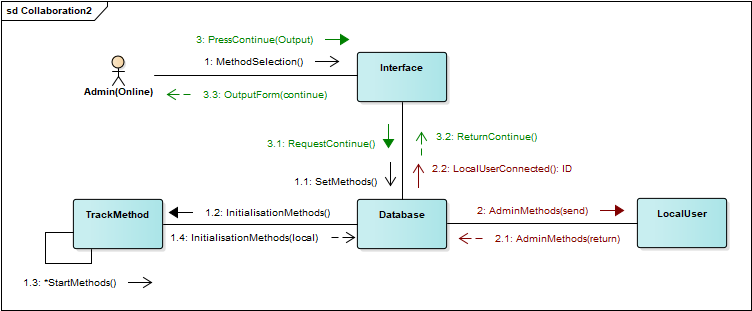 sd Collaboration2
3: PressContinue(Output)
1: MethodSelection()
Interface
Admin(Online)
3.3: OutputForm(continue)
3.1: RequestContinue()
3.2: ReturnContinue()
2.2: LocalUserConnected(): ID
1.1: SetMethods()
TrackMethod
1.2: InitialisationMethods()
Database
2: AdminMethods(send)
LocalUser
1.4: InitialisationMethods(local)
2.1: AdminMethods(return)
1.3: *StartMethods()